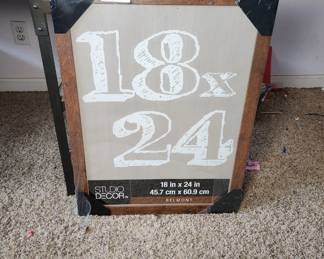 18x
24
STUDIO
DECOR
18 in x 24 in
45.7 cm x 60.9 cm
BELMONT